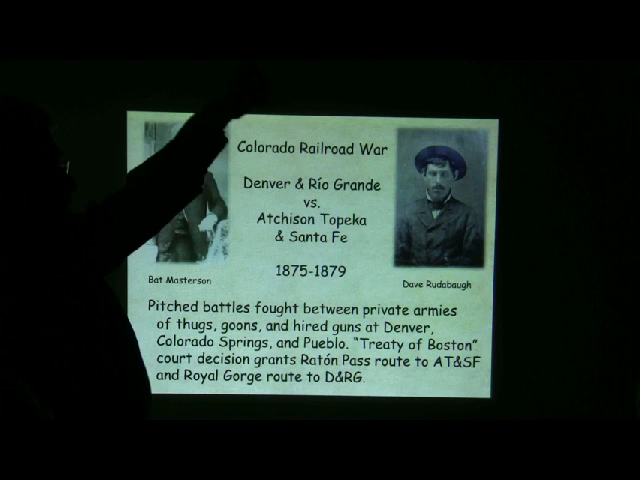 Colorado Railroad War
Denver & Río Grande
vs.
Atchison Topeka
& Santa Fe
1875-1879
Bat Masterson
Dave Rudabaugh
Pitched battles fought between private armies
of thugs, goons, and hired guns at Denver,
Colorado Springs, and Pueblo. "Treaty of Boston"
court decision grants Ratón Pass route to AT&SF
and Royal Gorge route to D&RG.